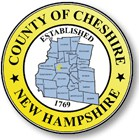 COUNTY OF CHESHIRE
ESTABLISHED
1769
NEW HAMPSHIRE